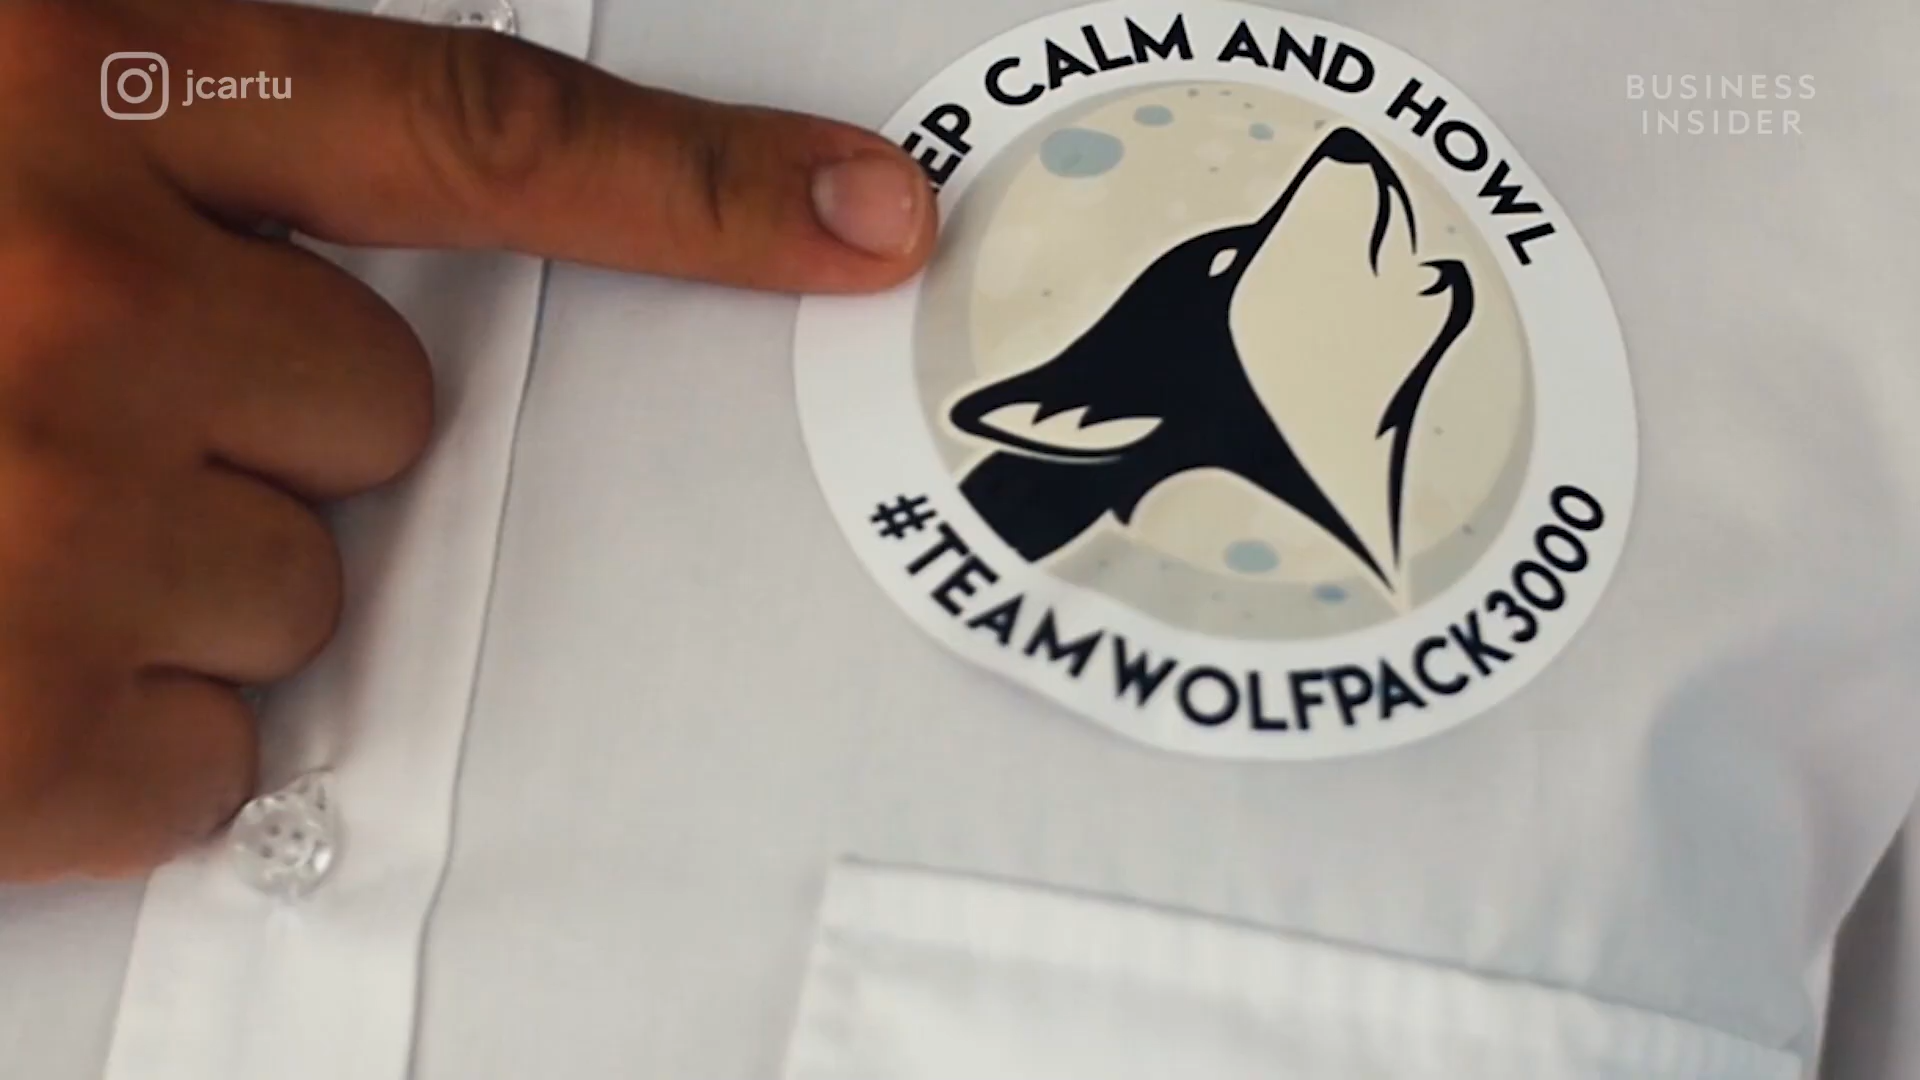 jcartu
BUSINESS
INSIDER
EP CALM AND HOWL
#TEAMWOLFPACK3000